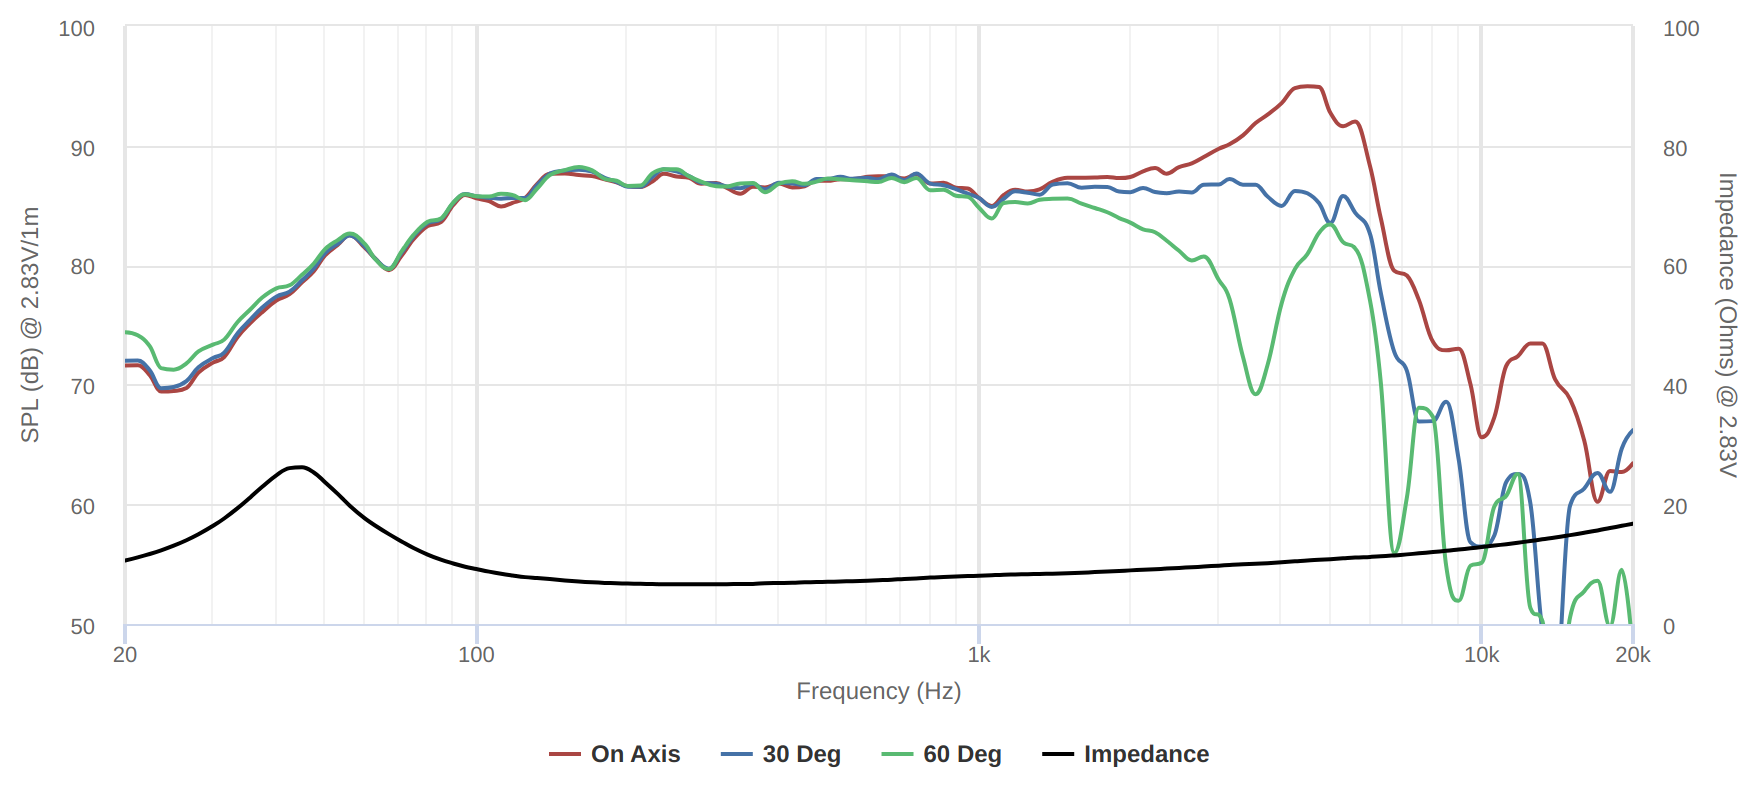 100
90
80
70
60
50
SPL (dB) @ 2.83V/1m
100
80
60
40
20
0
Impedance (Ohms) @ 2.83V
20
100
1k
10k
20k
Frequency (Hz)
On Axis
30 Deg
60 Deg
Impedance